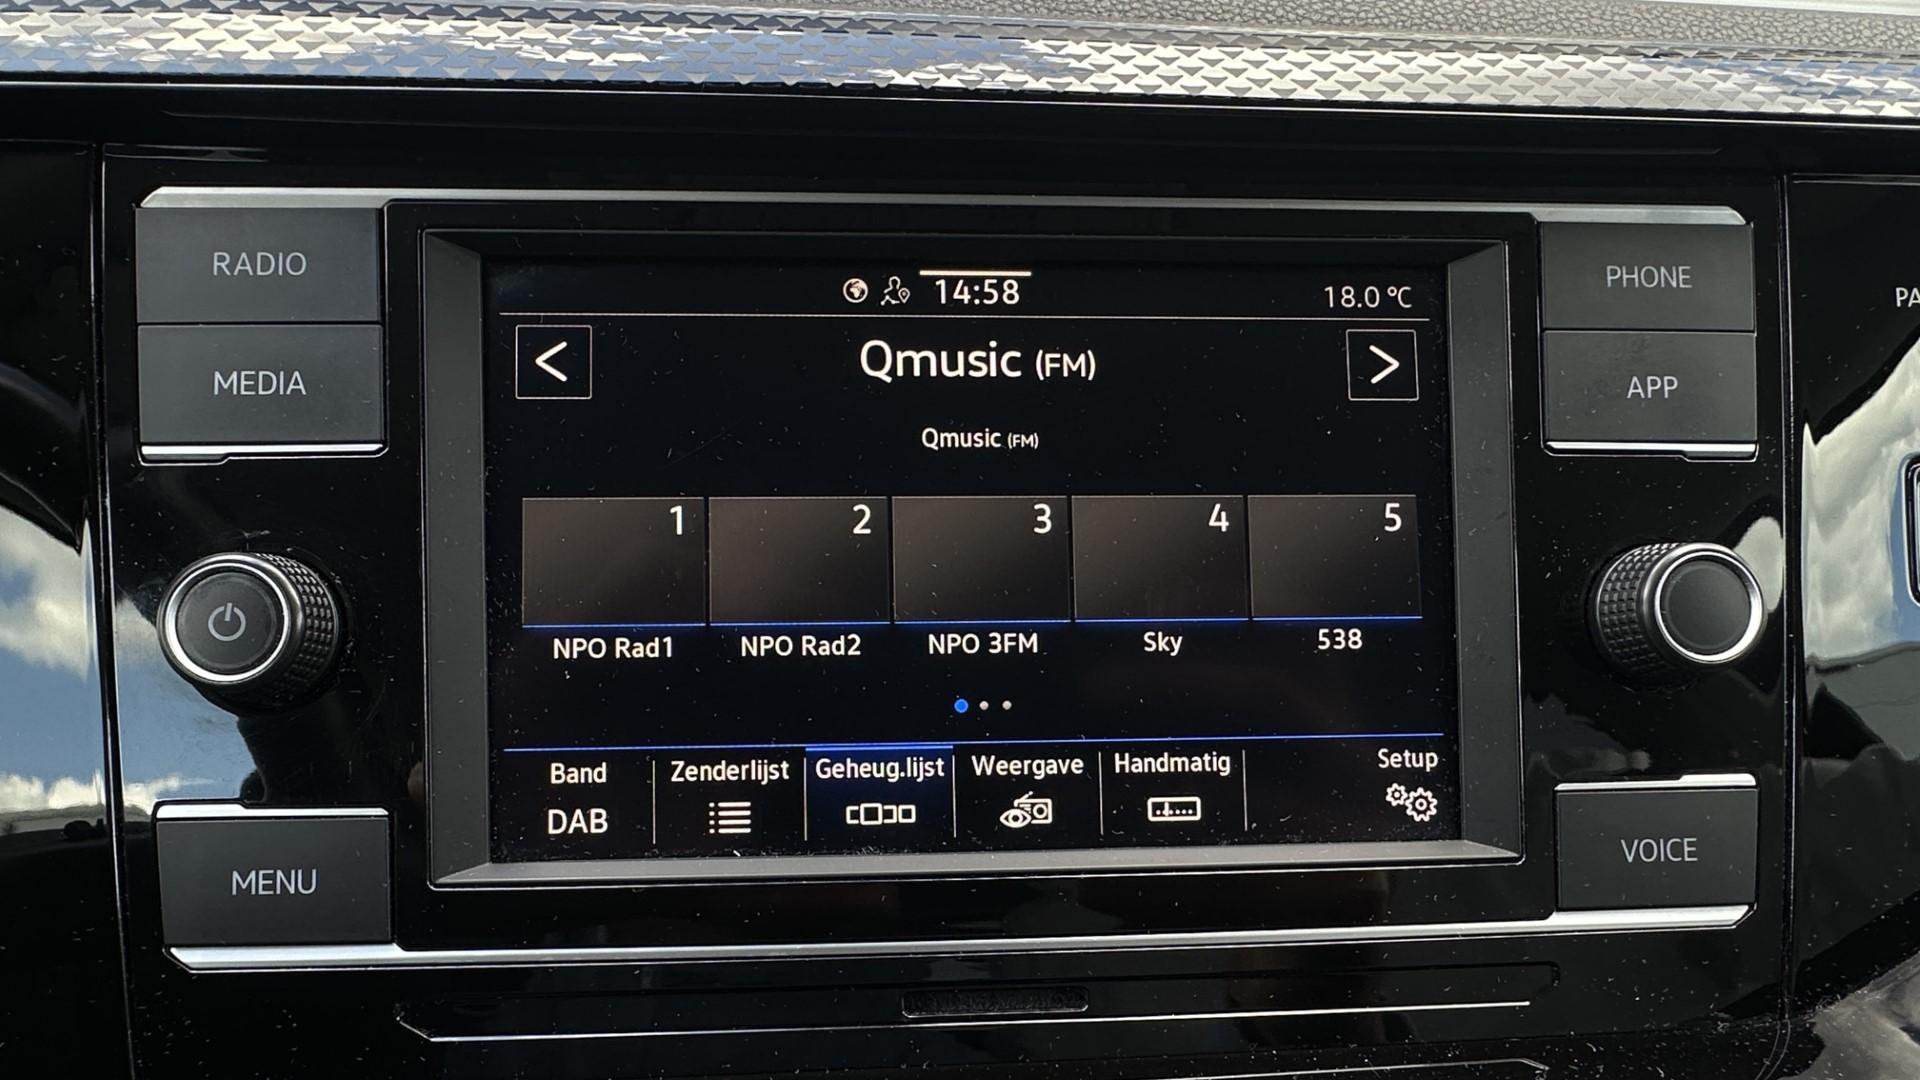 RADIO
MEDIA
MENU
14:58
18.0 °C
<
Qmusic (FM)
>
Qmusic (FM)
1
2
3
4
5
NPO Rad1
NPO Rad2
NPO 3FM
Sky
538
Band
DAB
Zenderlijst
Geheug.lijst
Weergave
Handmatig
Setup
PHONE
APP
VOICE
PA